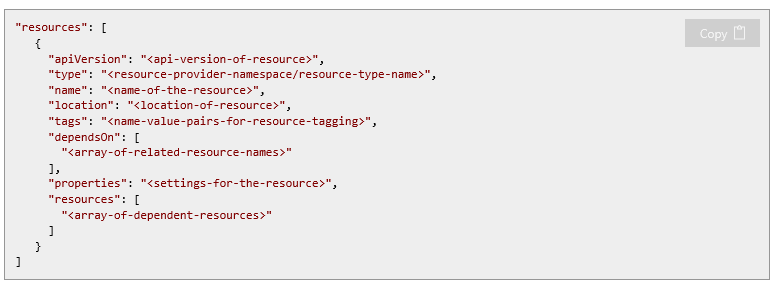 "resources": [
Copy
{
"apiVersion": "<api-version-of-resource>",
"type": "<resource-provider-namespace/resource-type-name>",
"name": "<name-of-the-resource>",
"location": "<location-of-resource>",
"tags": "<name-value-pairs-for-resource-tagging>",
"dependsOn": [
"<array-of-related-resource-names>"
],
"properties": "<settings-for-the-resource>",
"resources": [
"<array-of-dependent-resources>"
]
}
]